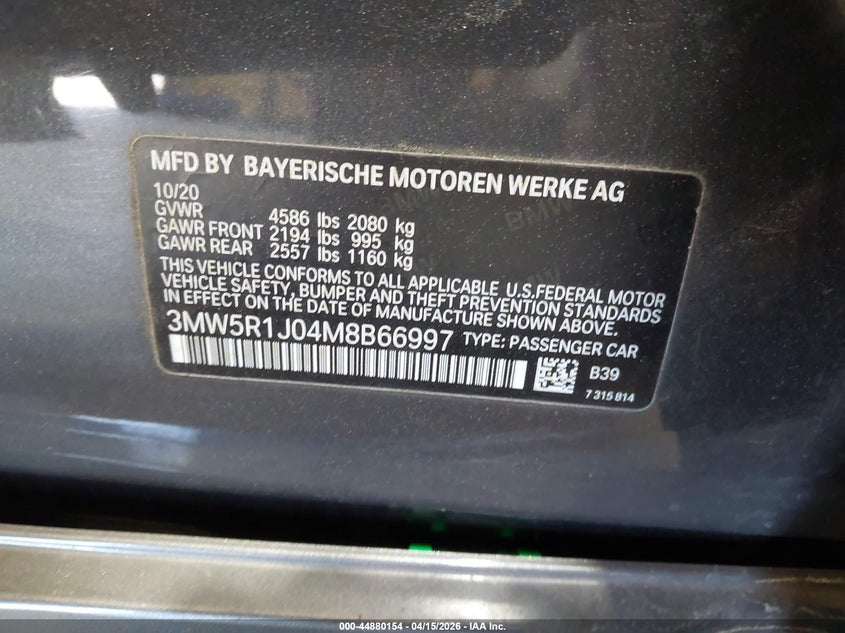 MFD BY BAYERISCHE MOTOREN WERKE AG
10/20
GVWR 4586 lbs 2080 kg
GAWR FRONT 2194 lbs 995 kg
GAWR REAR 2557 lbs 1160 kg
THIS VEHICLE CONFORMS TO ALL APPLICABLE U.S.FEDERAL MOTOR
VEHICLE SAFETY, BUMPER AND THEFT PREVENTION STANDARDS
IN EFFECT ON THE DATE OF MANUFACTURE SHOWN ABOVE.
3MW5R1J04M8B66997 TYPE: PASSENGER CAR
B39
7 315 814
000-44880154 - 04/15/2026 - IAA Inc.